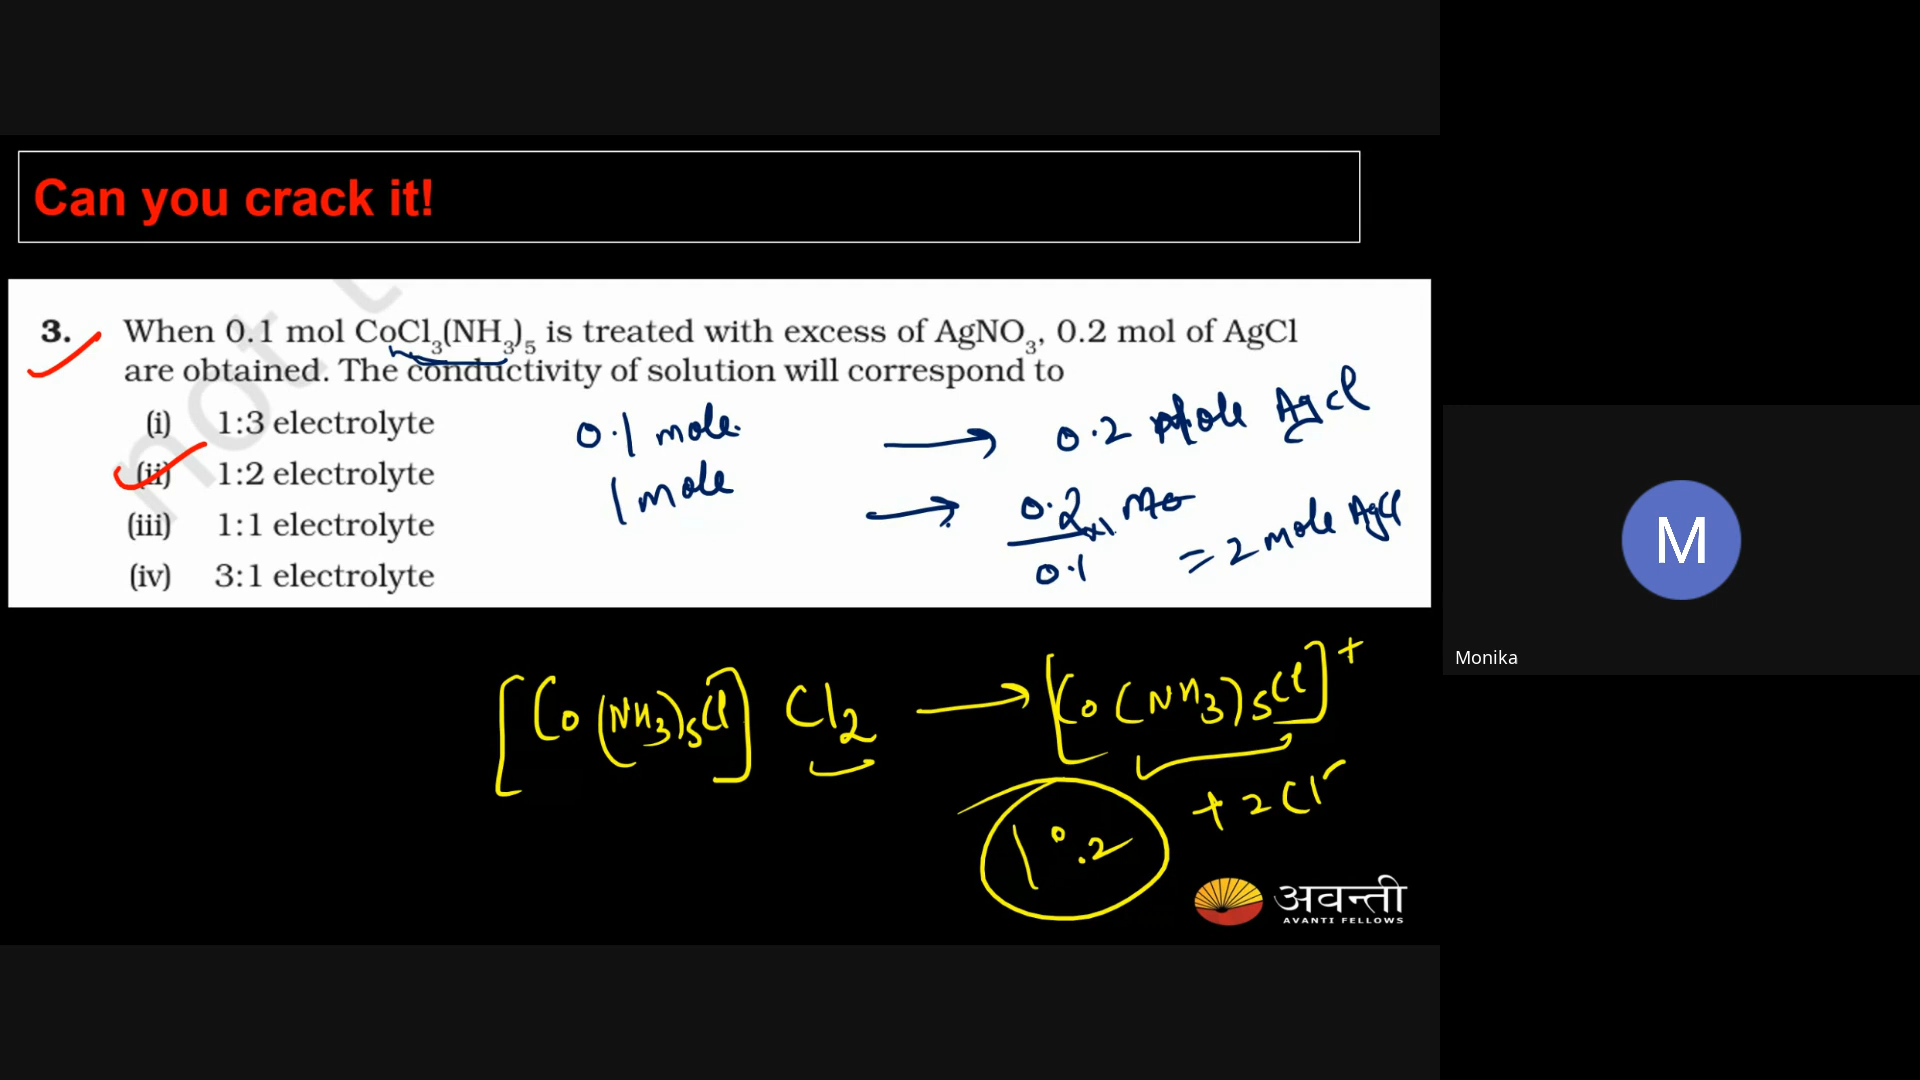 Can you crack it!
not t
3. When 0.1 mol CoCl₃(NH₃)₅ is treated with excess of AgNO₃, 0.2 mol of AgCl
are obtained. The conductivity of solution will correspond to
(i) 1:3 electrolyte
(ii) 1:2 electrolyte
(iii) 1:1 electrolyte
(iv) 3:1 electrolyte
0.1 mole. → 0.2 mole AgCl
1 mole → 0.2 x1 mo
0.1
= 2 mole AgCl
[Co(NH₃)₅Cl] Cl₂ → [Co(NH₃)₅Cl]⁺
+ 2Cl⁻
1:2
अवन्ती
AVANTI FELLOWS
M
Monika